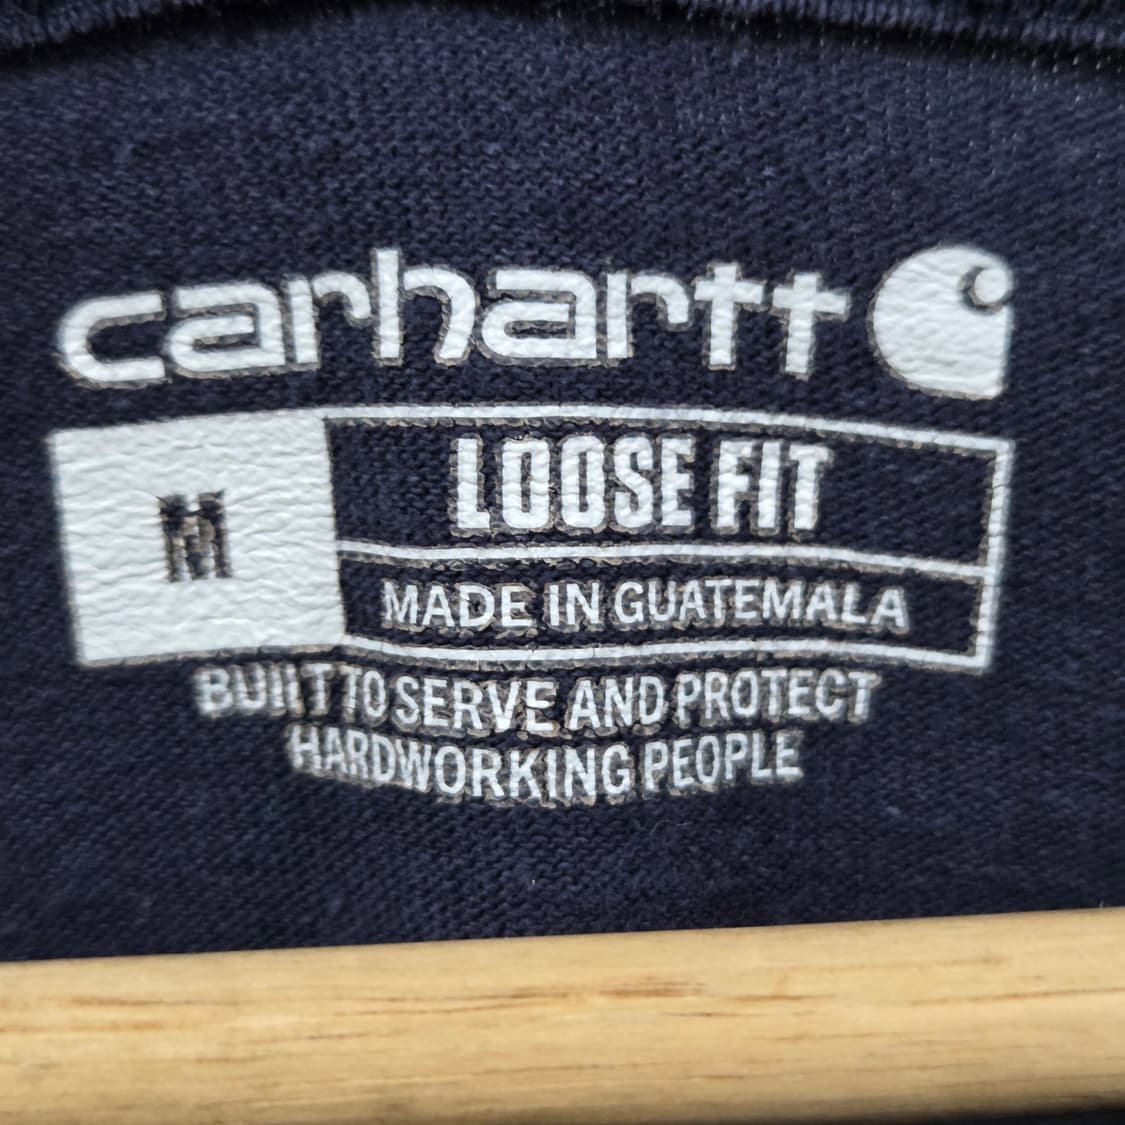 carhartt
M
LOOSE FIT
MADE IN GUATEMALA
BUILT TO SERVE AND PROTECT
HARDWORKING PEOPLE